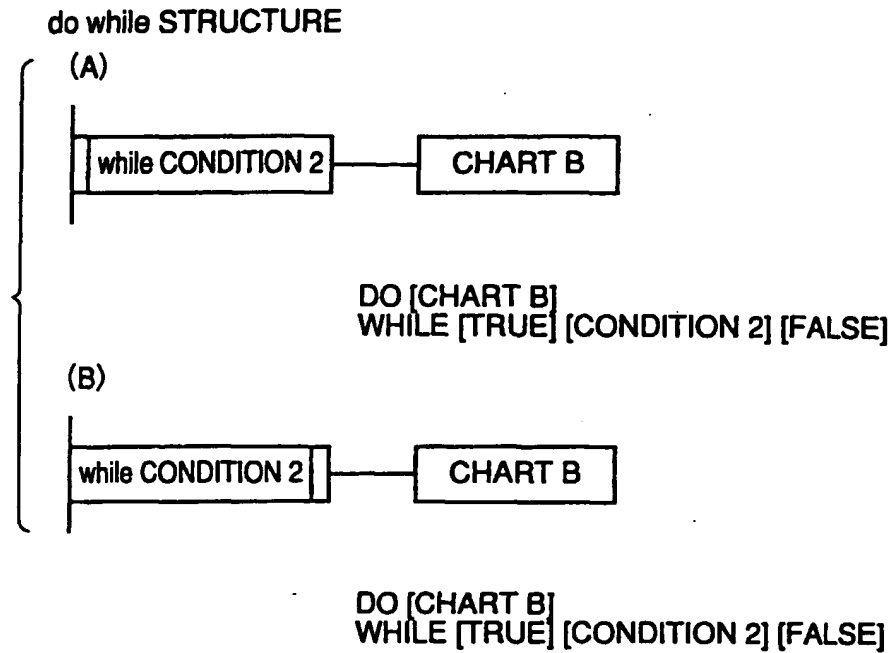 do while STRUCTURE
(A)
while CONDITION 2
CHART B
DO [CHART B]
WHILE [TRUE] [CONDITION 2] [FALSE]
(B)
while CONDITION 2
CHART B
DO [CHART B]
WHILE [TRUE] [CONDITION 2] [FALSE]